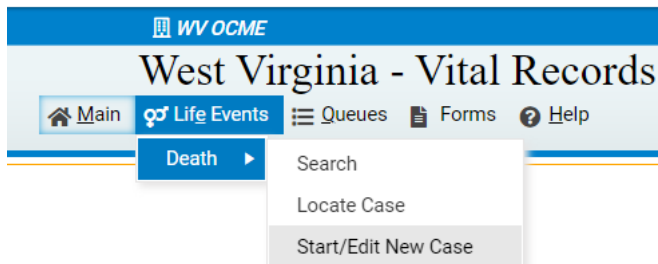 WV OCME
West Virginia - Vital Records
Main Life Events Queues Forms Help
Death
Search
Locate Case
Start/Edit New Case